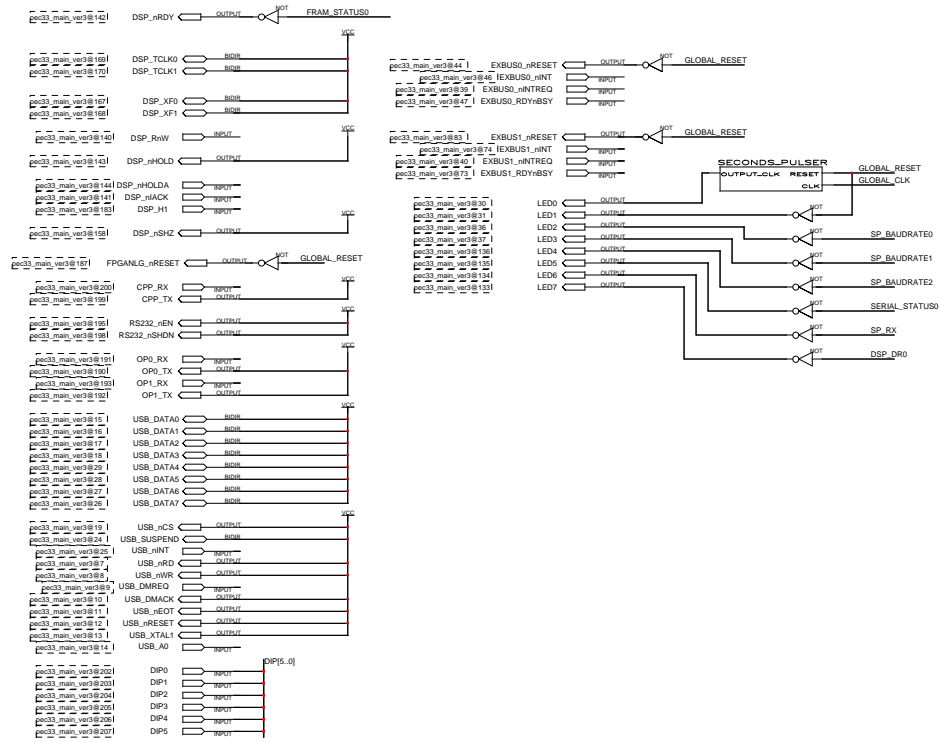 pec33_main_ver3@142 DSP_nRDY OUTPUT NOT FRAM_STATUS0
VCC
pec33_main_ver3@169 DSP_TCLK0 BIDIR
pec33_main_ver3@170 DSP_TCLK1 BIDIR
pec33_main_ver3@167 DSP_XF0 BIDIR
pec33_main_ver3@168 DSP_XF1 BIDIR
VCC
pec33_main_ver3@140 DSP_RnW INPUT
pec33_main_ver3@143 DSP_nHOLD OUTPUT
pec33_main_ver3@144 DSP_nHOLDA INPUT
pec33_main_ver3@141 DSP_nIACK INPUT
pec33_main_ver3@183 DSP_H1 INPUT
VCC
pec33_main_ver3@158 DSP_nSHZ OUTPUT
pec33_main_ver3@187 FPGANLG_nRESET OUTPUT NOT GLOBAL_RESET
VCC
pec33_main_ver3@200 CPP_RX INPUT
pec33_main_ver3@199 CPP_TX OUTPUT
VCC
pec33_main_ver3@195 RS232_nEN OUTPUT
pec33_main_ver3@198 RS232_nSHDN OUTPUT
VCC
pec33_main_ver3@191 OP0_RX INPUT
pec33_main_ver3@190 OP0_TX OUTPUT
pec33_main_ver3@193 OP1_RX INPUT
pec33_main_ver3@192 OP1_TX OUTPUT
VCC
pec33_main_ver3@15 USB_DATA0 BIDIR
pec33_main_ver3@16 USB_DATA1 BIDIR
pec33_main_ver3@17 USB_DATA2 BIDIR
pec33_main_ver3@18 USB_DATA3 BIDIR
pec33_main_ver3@29 USB_DATA4 BIDIR
pec33_main_ver3@28 USB_DATA5 BIDIR
pec33_main_ver3@27 USB_DATA6 BIDIR
pec33_main_ver3@26 USB_DATA7 BIDIR
VCC
pec33_main_ver3@19 USB_nCS OUTPUT
pec33_main_ver3@24 USB_SUSPEND BIDIR
pec33_main_ver3@25 USB_nINT INPUT
pec33_main_ver3@7 USB_nRD OUTPUT
pec33_main_ver3@8 USB_nWR OUTPUT
pec33_main_ver3@9 USB_DMREQ INPUT
pec33_main_ver3@10 USB_DMACK OUTPUT
pec33_main_ver3@11 USB_nEOT OUTPUT
pec33_main_ver3@12 USB_nRESET OUTPUT
pec33_main_ver3@13 USB_XTAL1 OUTPUT
pec33_main_ver3@14 USB_A0 INPUT
DIP[5..0]
pec33_main_ver3@202 DIP0 INPUT
pec33_main_ver3@203 DIP1 INPUT
pec33_main_ver3@204 DIP2 INPUT
pec33_main_ver3@205 DIP3 INPUT
pec33_main_ver3@206 DIP4 INPUT
pec33_main_ver3@207 DIP5 INPUT
pec33_main_ver3@44 EXBUS0_nRESET OUTPUT NOT GLOBAL_RESET
pec33_main_ver3@46 EXBUS0_nINT INPUT
pec33_main_ver3@39 EXBUS0_nINTREQ INPUT
pec33_main_ver3@47 EXBUS0_RDYnBSY INPUT
pec33_main_ver3@83 EXBUS1_nRESET OUTPUT NOT GLOBAL_RESET
pec33_main_ver3@74 EXBUS1_nINT INPUT
pec33_main_ver3@40 EXBUS1_nINTREQ INPUT
pec33_main_ver3@73 EXBUS1_RDYnBSY INPUT
SECONDS_PULSER
OUTPUT_CLK RESET GLOBAL_RESET
CLK GLOBAL_CLK
pec33_main_ver3@30 LED0 OUTPUT
pec33_main_ver3@31 LED1 OUTPUT NOT
pec33_main_ver3@36 LED2 OUTPUT NOT SP_BAUDRATE0
pec33_main_ver3@37 LED3 OUTPUT NOT SP_BAUDRATE1
pec33_main_ver3@136 LED4 OUTPUT NOT SP_BAUDRATE2
pec33_main_ver3@135 LED5 OUTPUT NOT SERIAL_STATUS0
pec33_main_ver3@134 LED6 OUTPUT NOT SP_RX
pec33_main_ver3@133 LED7 OUTPUT NOT DSP_DR0